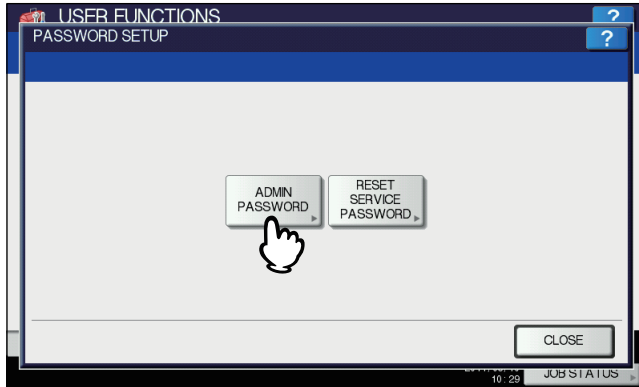 USER FUNCTIONS
?
PASSWORD SETUP
?
ADMIN
PASSWORD
RESET
SERVICE
PASSWORD
CLOSE
10:29
JOB STATUS